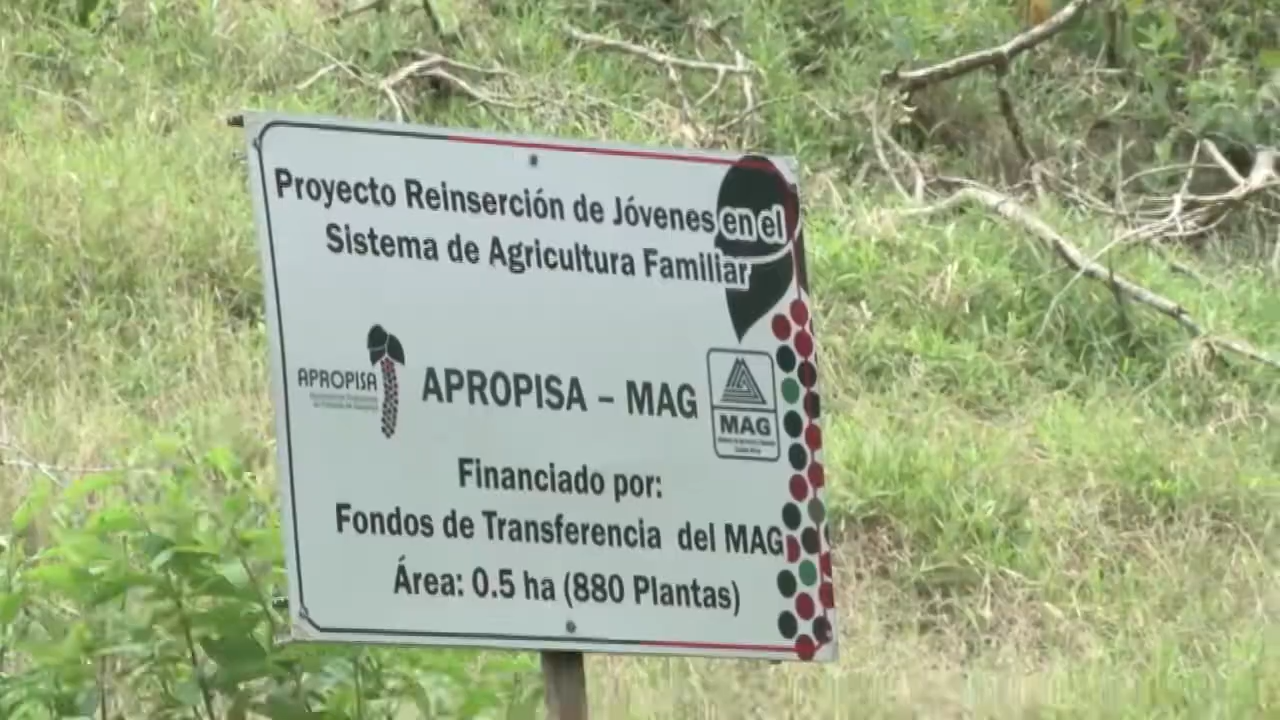 Proyecto Reinserción de Jóvenes en el
Sistema de Agricultura Familiar
APROPISA
APROPISA – MAG
MAG
Financiado por:
Fondos de Transferencia del MAG
Área: 0.5 ha (880 Plantas)